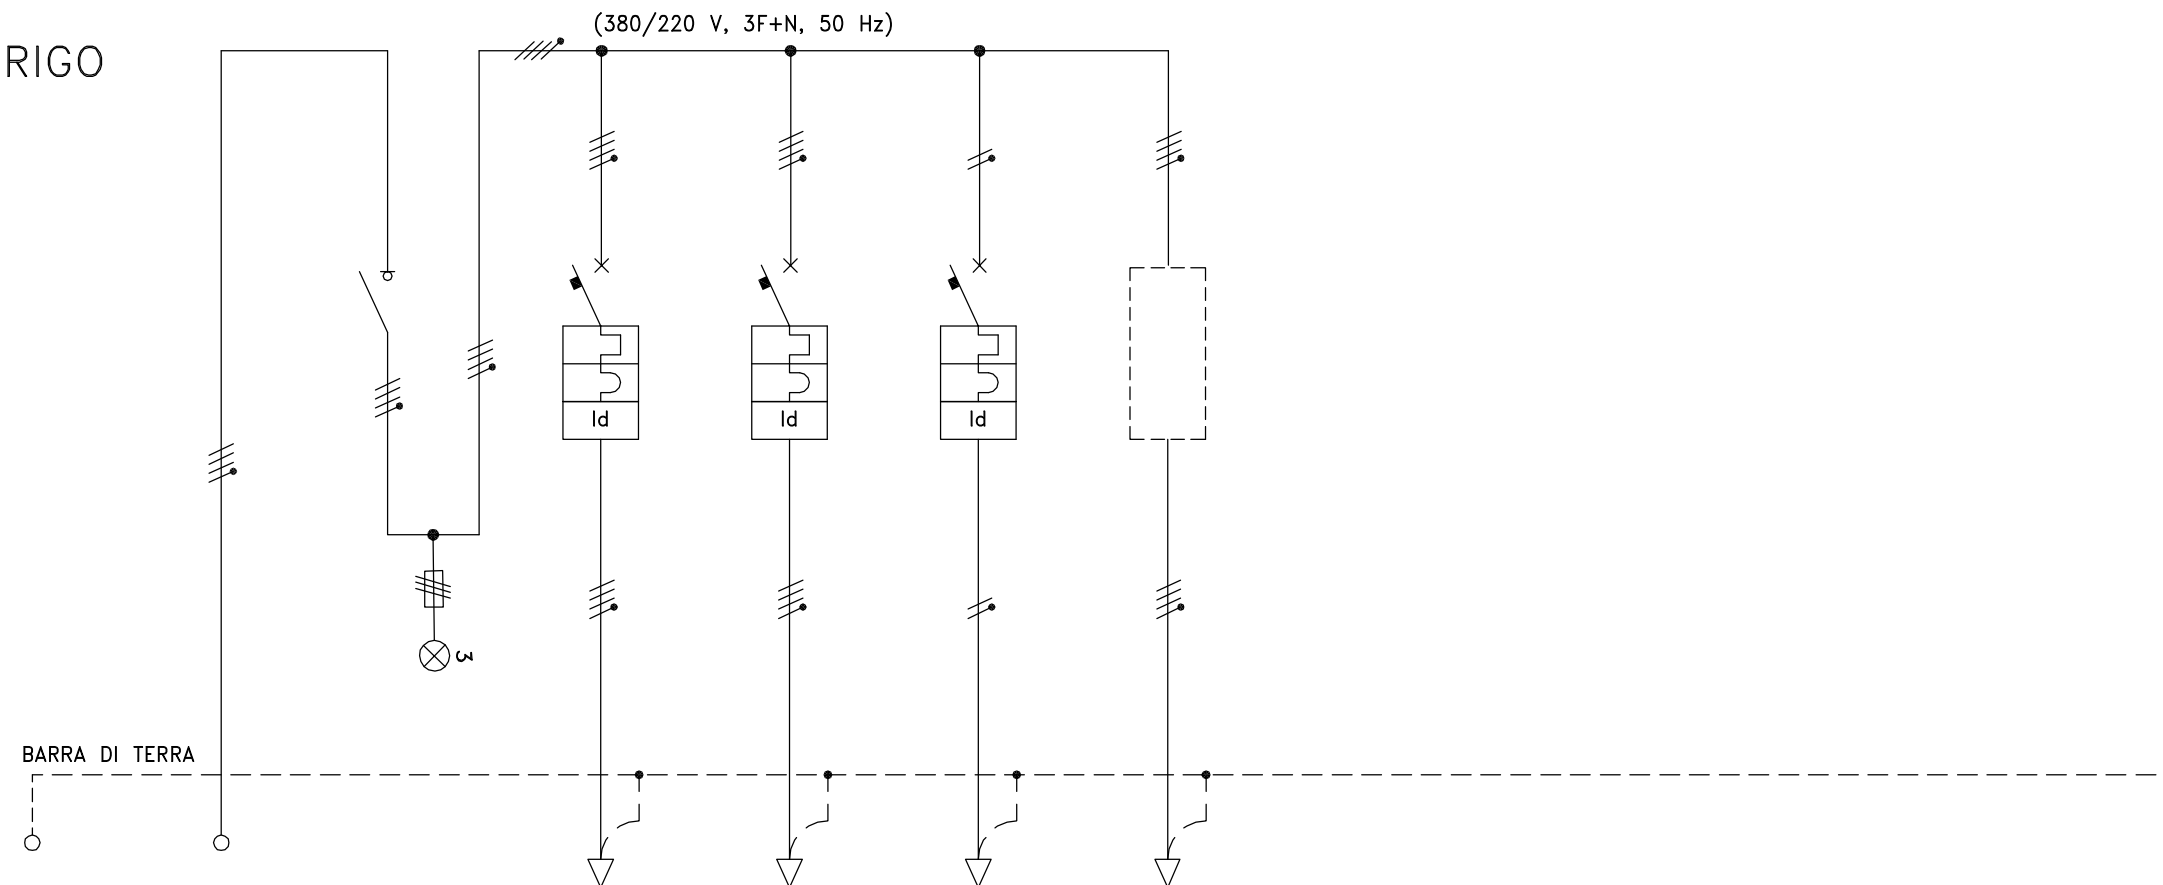 (380/220 V, 3F+N, 50 Hz)
RIGO
Id
Id
Id
3
BARRA DI TERRA